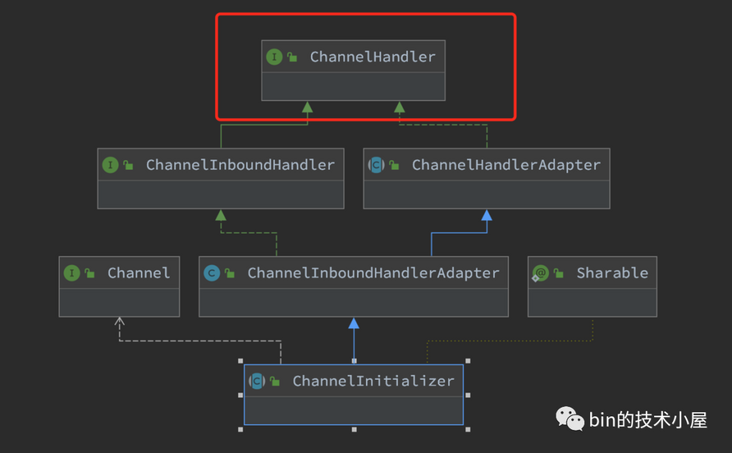 ChannelHandler
ChannelInboundHandler
ChannelHandlerAdapter
Channel
ChannelInboundHandlerAdapter
Sharable
ChannelInitializer
bin的技术小屋